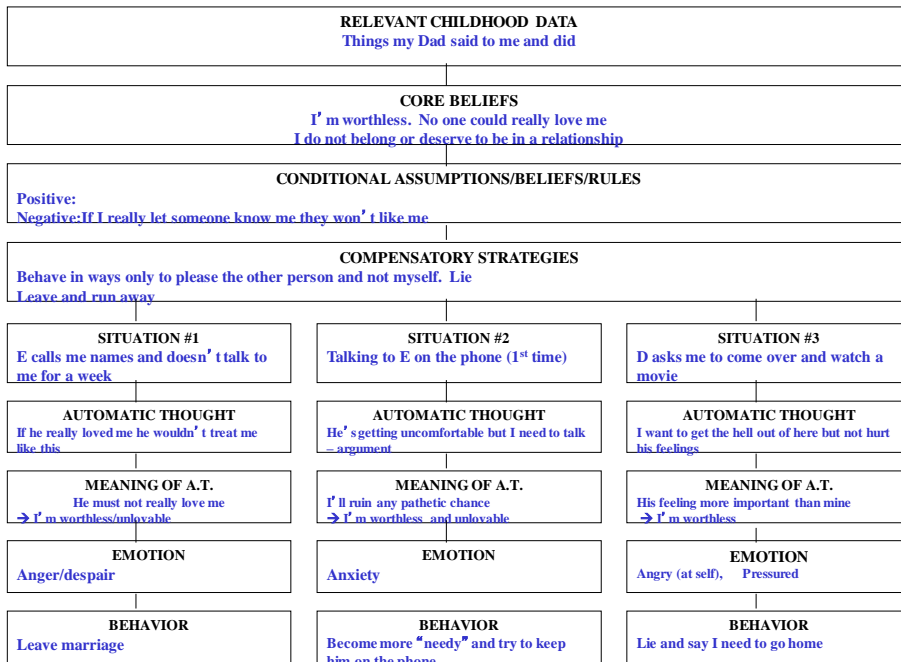 RELEVANT CHILDHOOD DATA
Things my Dad said to me and did
CORE BELIEFS
I'm worthless. No one could really love me
I do not belong or deserve to be in a relationship
CONDITIONAL ASSUMPTIONS/BELIEFS/RULES
Positive:
Negative:If I really let someone know me they won't like me
COMPENSATORY STRATEGIES
Behave in ways only to please the other person and not myself. Lie
Leave and run away
SITUATION #1
E calls me names and doesn't talk to
me for a week
SITUATION #2
Talking to E on the phone (1st time)
SITUATION #3
D asks me to come over and watch a
movie
AUTOMATIC THOUGHT
If he really loved me he wouldn't treat me
like this
AUTOMATIC THOUGHT
He's getting uncomfortable but I need to talk
– argument
AUTOMATIC THOUGHT
I want to get the hell out of here but not hurt
his feelings
MEANING OF A.T.
He must not really love me
→ I'm worthless/unlovable
MEANING OF A.T.
I'll ruin any pathetic chance
→ I'm worthless and unlovable
MEANING OF A.T.
His feeling more important than mine
→ I'm worthless
EMOTION
Anger/despair
EMOTION
Anxiety
EMOTION
Angry (at self), Pressured
BEHAVIOR
Leave marriage
BEHAVIOR
Become more "needy" and try to keep
him on the phone
BEHAVIOR
Lie and say I need to go home